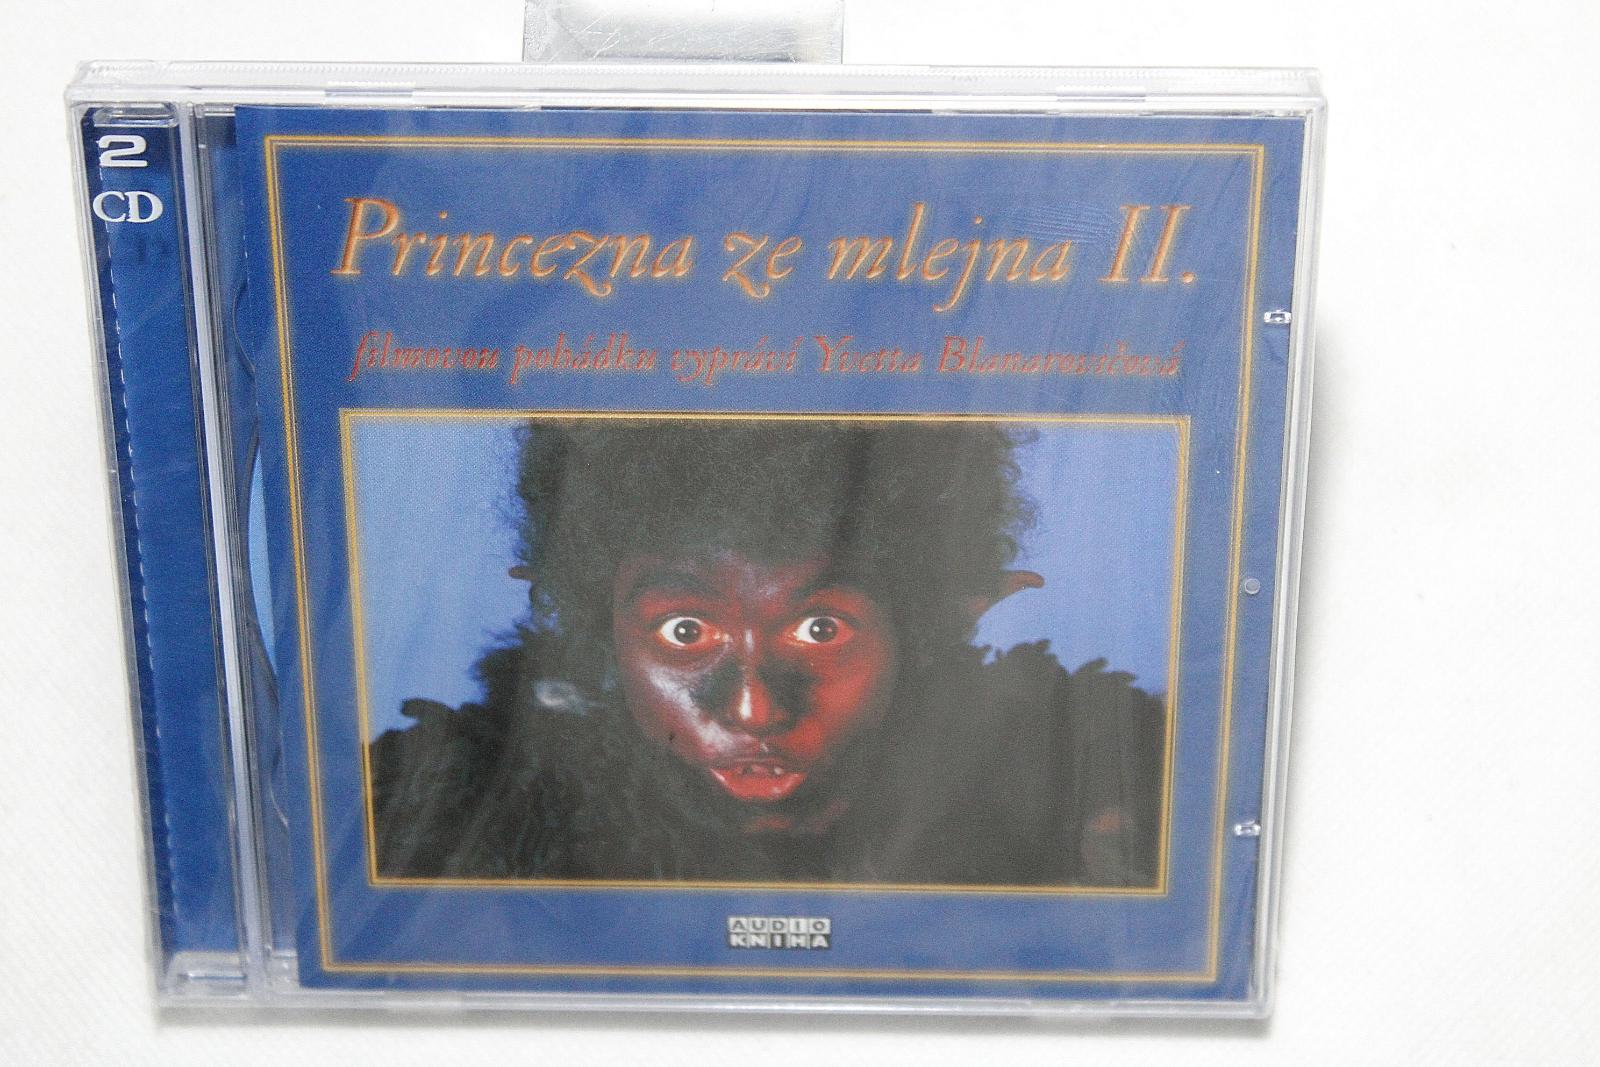 2
CD
Princezna ze mlejna II.
filmovou pohádku vypráví Yvetta Blanarovičová
AUDIO
KNIHA